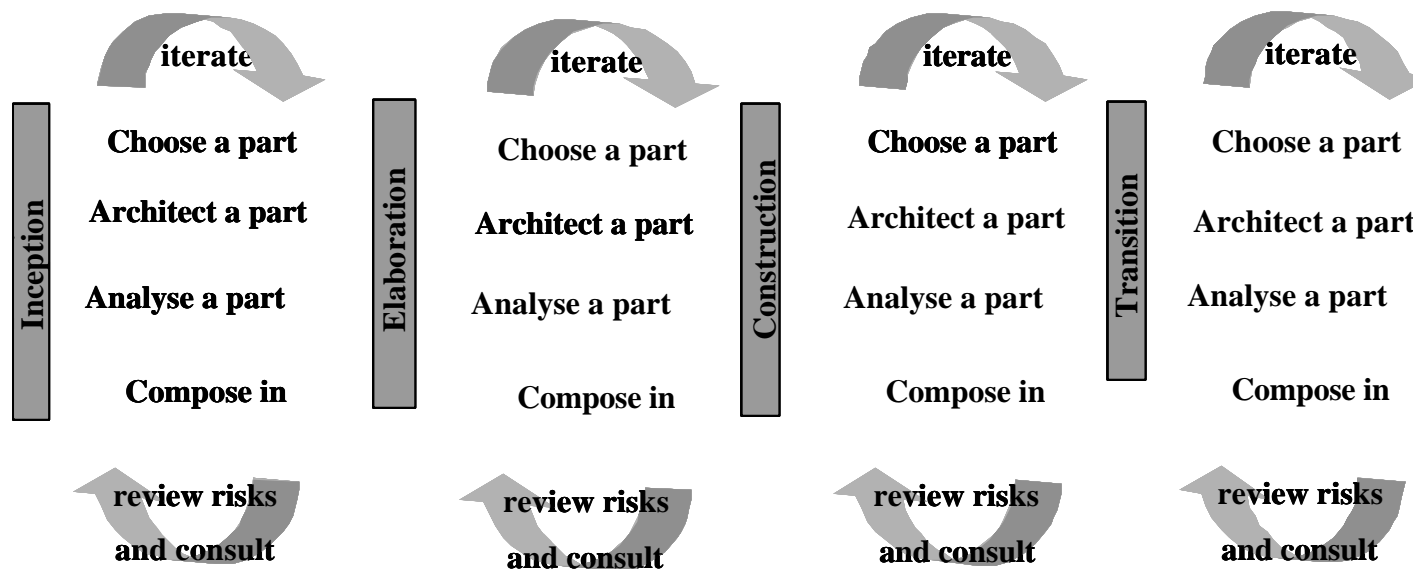 iterate
Inception
Choose a part
Architect a part
Analyse a part
Compose in
review risks
and consult
iterate
Elaboration
Choose a part
Architect a part
Analyse a part
Compose in
review risks
and consult
iterate
Construction
Choose a part
Architect a part
Analyse a part
Compose in
review risks
and consult
iterate
Transition
Choose a part
Architect a part
Analyse a part
Compose in
review risks
and consult